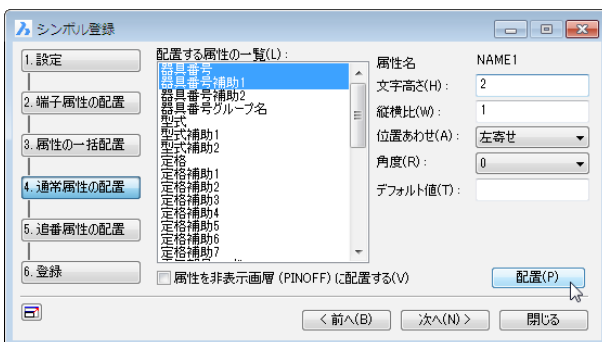 シンボル登録
1.設定
2.端子属性の配置
3.属性の一括配置
4.通常属性の配置
5.追番属性の配置
6.登録
配置する属性の一覧(L):
器具番号
器具番号補助1
器具番号補助2
器具番号グループ名
型式
型式補助1
型式補助2
定格
定格補助1
定格補助2
定格補助3
定格補助4
定格補助5
定格補助6
定格補助7
属性を非表示画層 (PINOFF) に配置する(V)
属性名 NAME1
文字高さ(H): 2
縦横比(W): 1
位置あわせ(A): 左寄せ
角度(R): 0
デフォルト値(T):
配置(P)
< 前へ(B) 次へ(N) > 閉じる